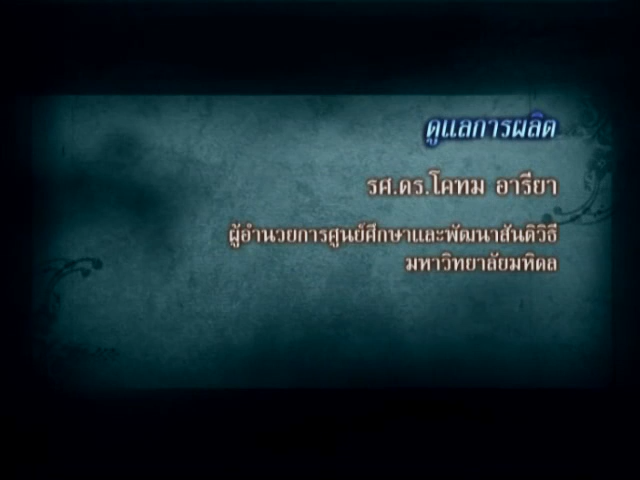 ดูแลการผลิต
รศ.ดร.โคทม อารียา
ผู้อำนวยการศูนย์ศึกษาและพัฒนาสันติวิธี
มหาวิทยาลัยมหิดล